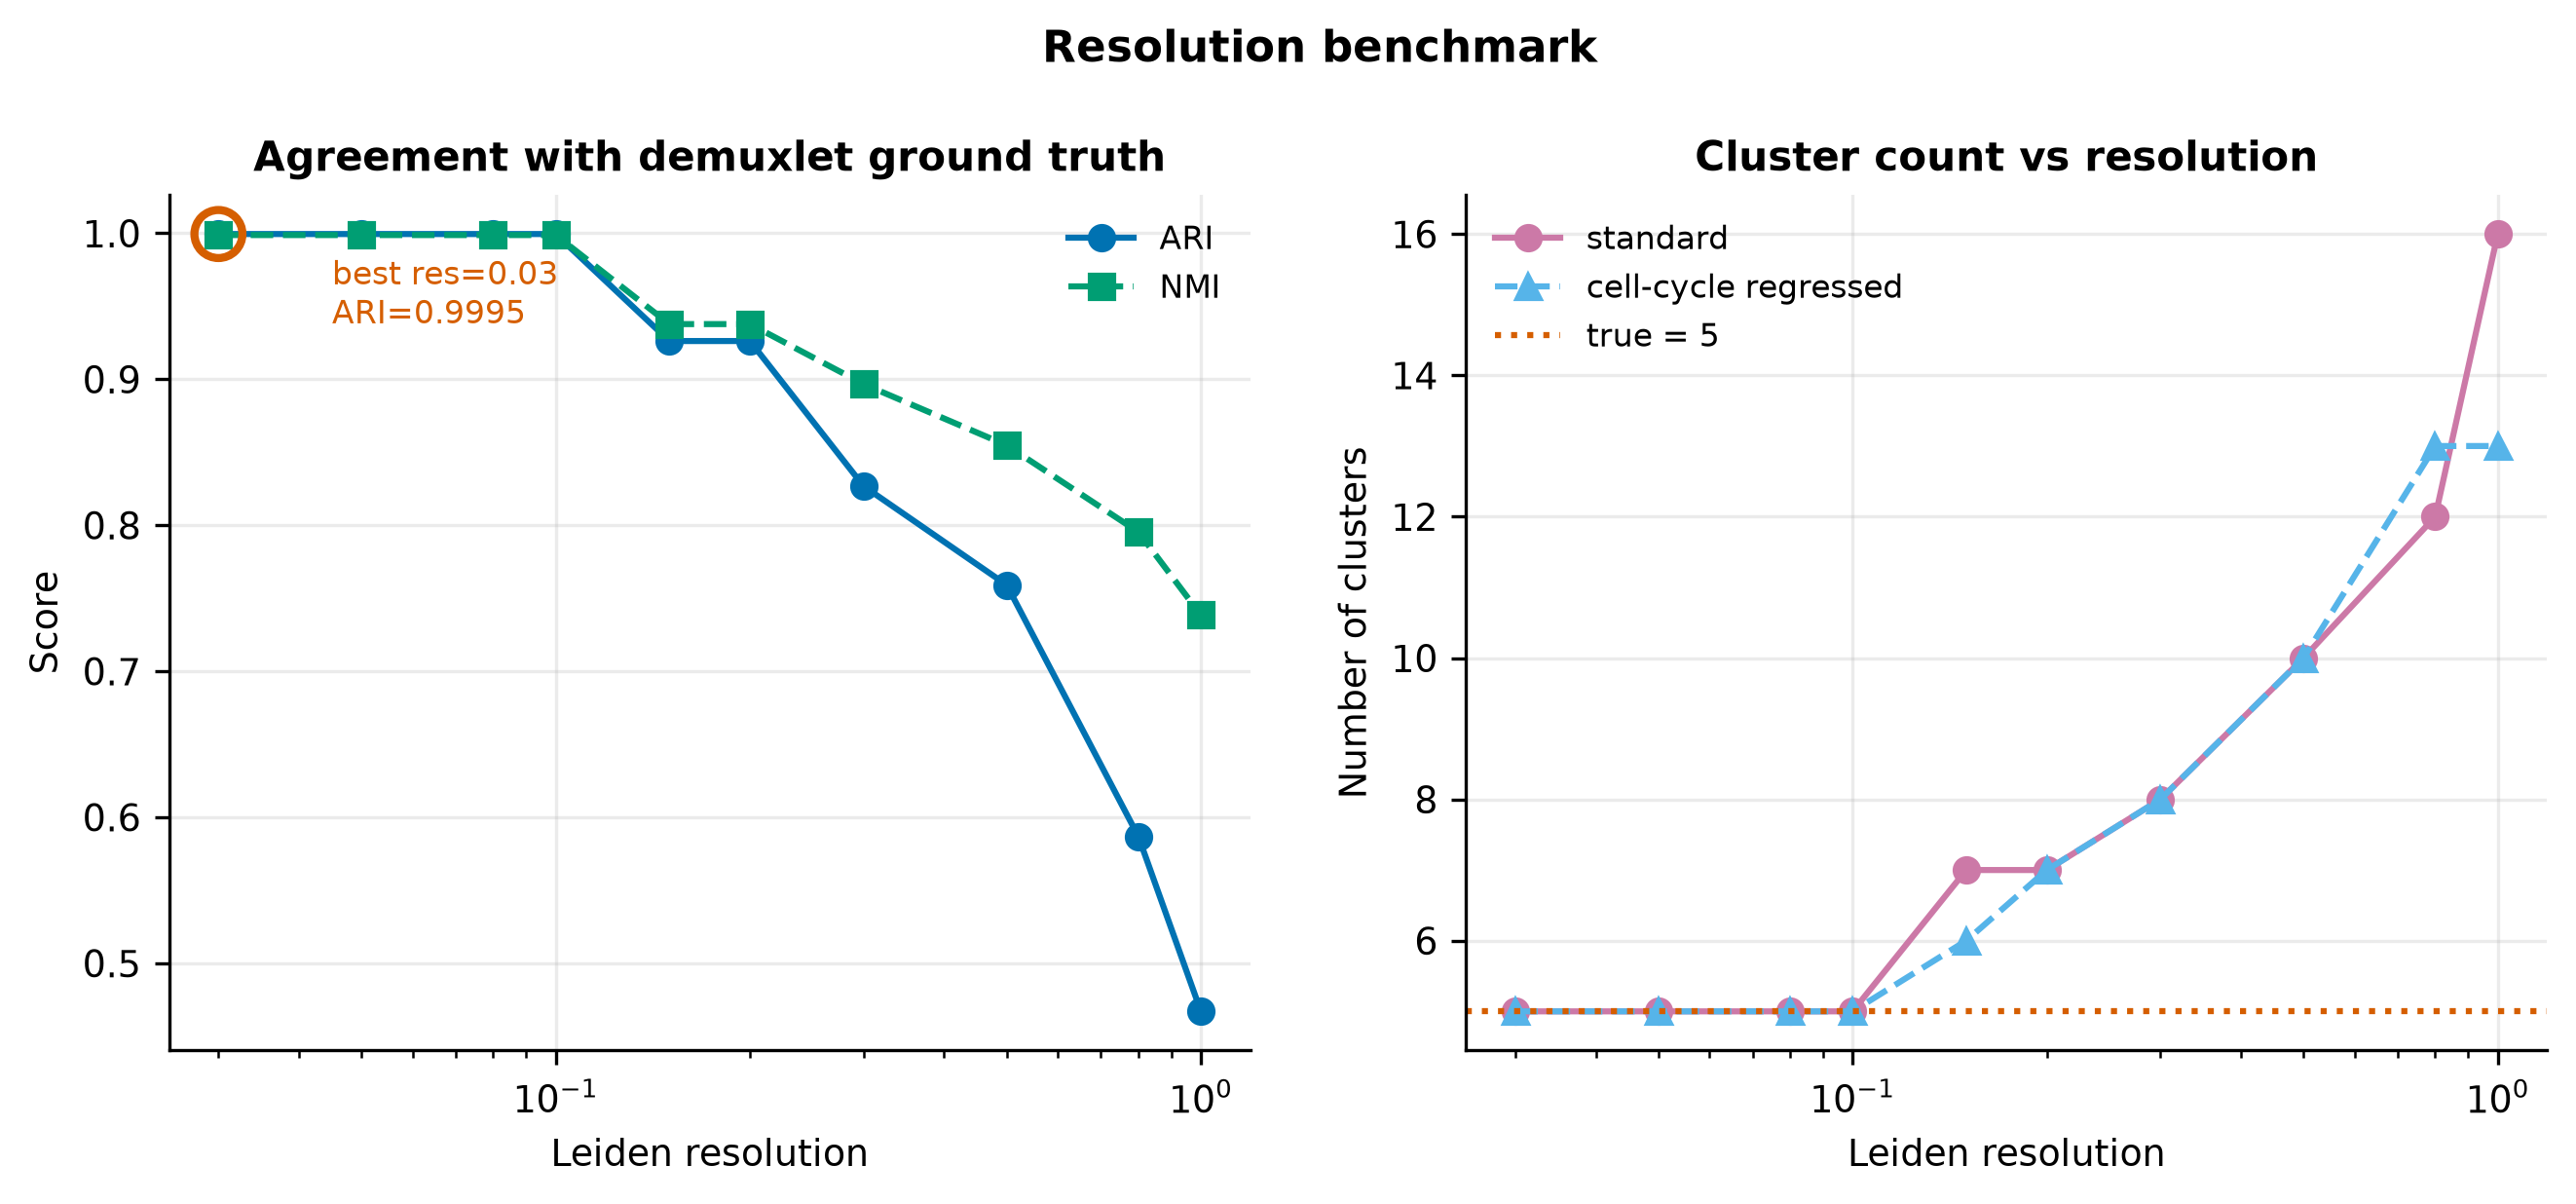 Resolution benchmark
Agreement with demuxlet ground truth
1.0
0.9
0.8
0.7
0.6
0.5
Score
best res=0.03
ARI=0.9995
ARI
NMI
10⁻¹
10⁰
Leiden resolution
Cluster count vs resolution
16
14
12
10
8
6
Number of clusters
standard
cell-cycle regressed
true = 5
10⁻¹
10⁰
Leiden resolution